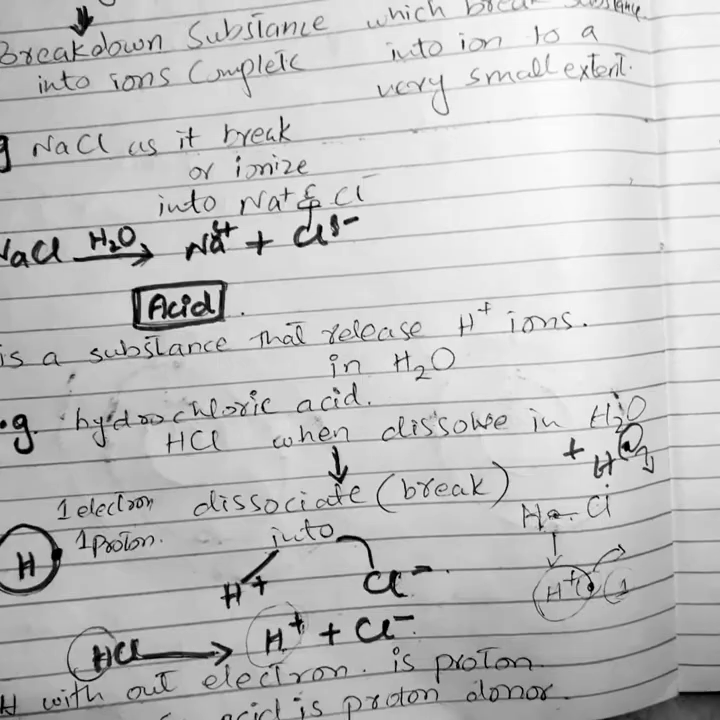 which break substance
Breakdown Substance into ion to a
into ions Complete very small extent.
g NaCl as it break
or ionize
into Na+ & Cl-
NaCl H2O → Na+ + Cl-
Acid.
is a substance that release H+ ions.
in H2O
.g. hydrochloric acid.
HCl when dissolve in H2O
+ H
1 electron dissociate (break) H Cl
1 Proton. into
H H+ Cl- H+
HCl → H+ + Cl-
H with out electron. is proton
acid is proton donor.